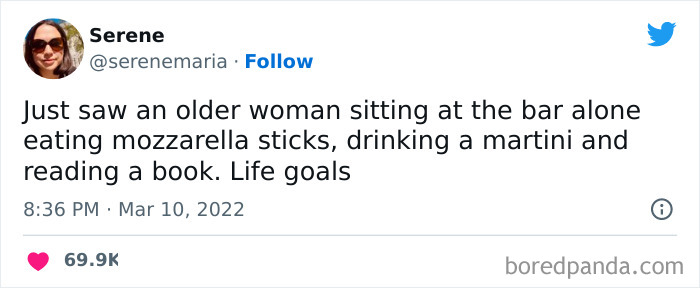 Serene
@serenemaria · Follow
Just saw an older woman sitting at the bar alone
eating mozzarella sticks, drinking a martini and
reading a book. Life goals
8:36 PM · Mar 10, 2022
69.9K
boredpanda.com